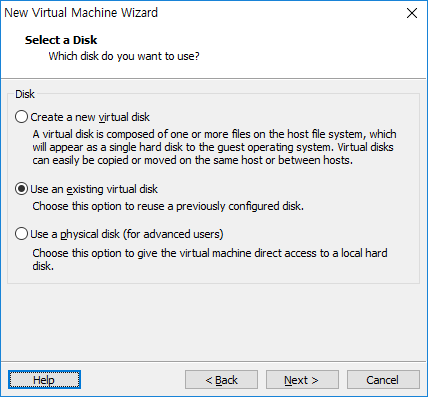 New Virtual Machine Wizard
Select a Disk
Which disk do you want to use?
Disk
Create a new virtual disk
A virtual disk is composed of one or more files on the host file system, which
will appear as a single hard disk to the guest operating system. Virtual disks
can easily be copied or moved on the same host or between hosts.
Use an existing virtual disk
Choose this option to reuse a previously configured disk.
Use a physical disk (for advanced users)
Choose this option to give the virtual machine direct access to a local hard
disk.
Help
< Back
Next >
Cancel